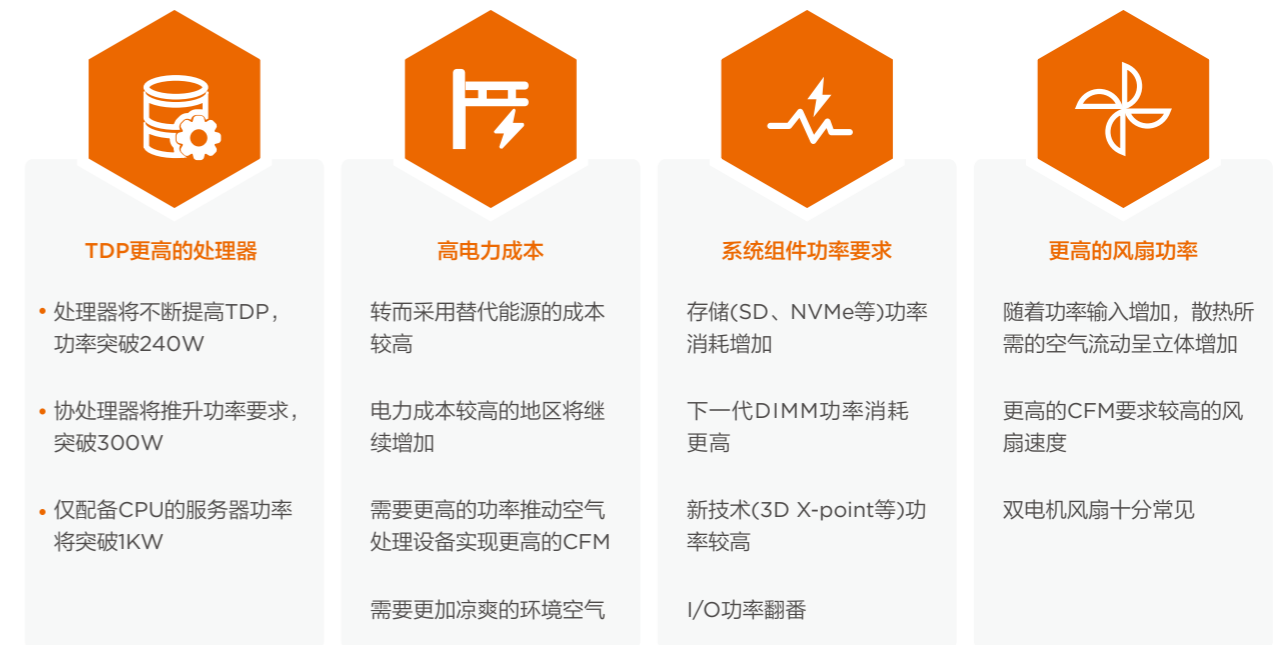 TDP更高的处理器
• 处理器将不断提高TDP，
功率突破240W
• 协处理器将推升功率要求，
突破300W
• 仅配备CPU的服务器功率
将突破1KW
高电力成本
转而采用替代能源的成本
较高
电力成本较高的地区将继
续增加
需要更高的功率推动空气
处理设备实现更高的CFM
需要更加凉爽的环境空气
系统组件功率要求
存储(SD、NVMe等)功率
消耗增加
下一代DIMM功率消耗
更高
新技术(3D X-point等)功
率较高
I/O功率翻番
更高的风扇功率
随着功率输入增加，散热所
需的空气流动呈立体增加
更高的CFM要求较高的风
扇速度
双电机风扇十分常见